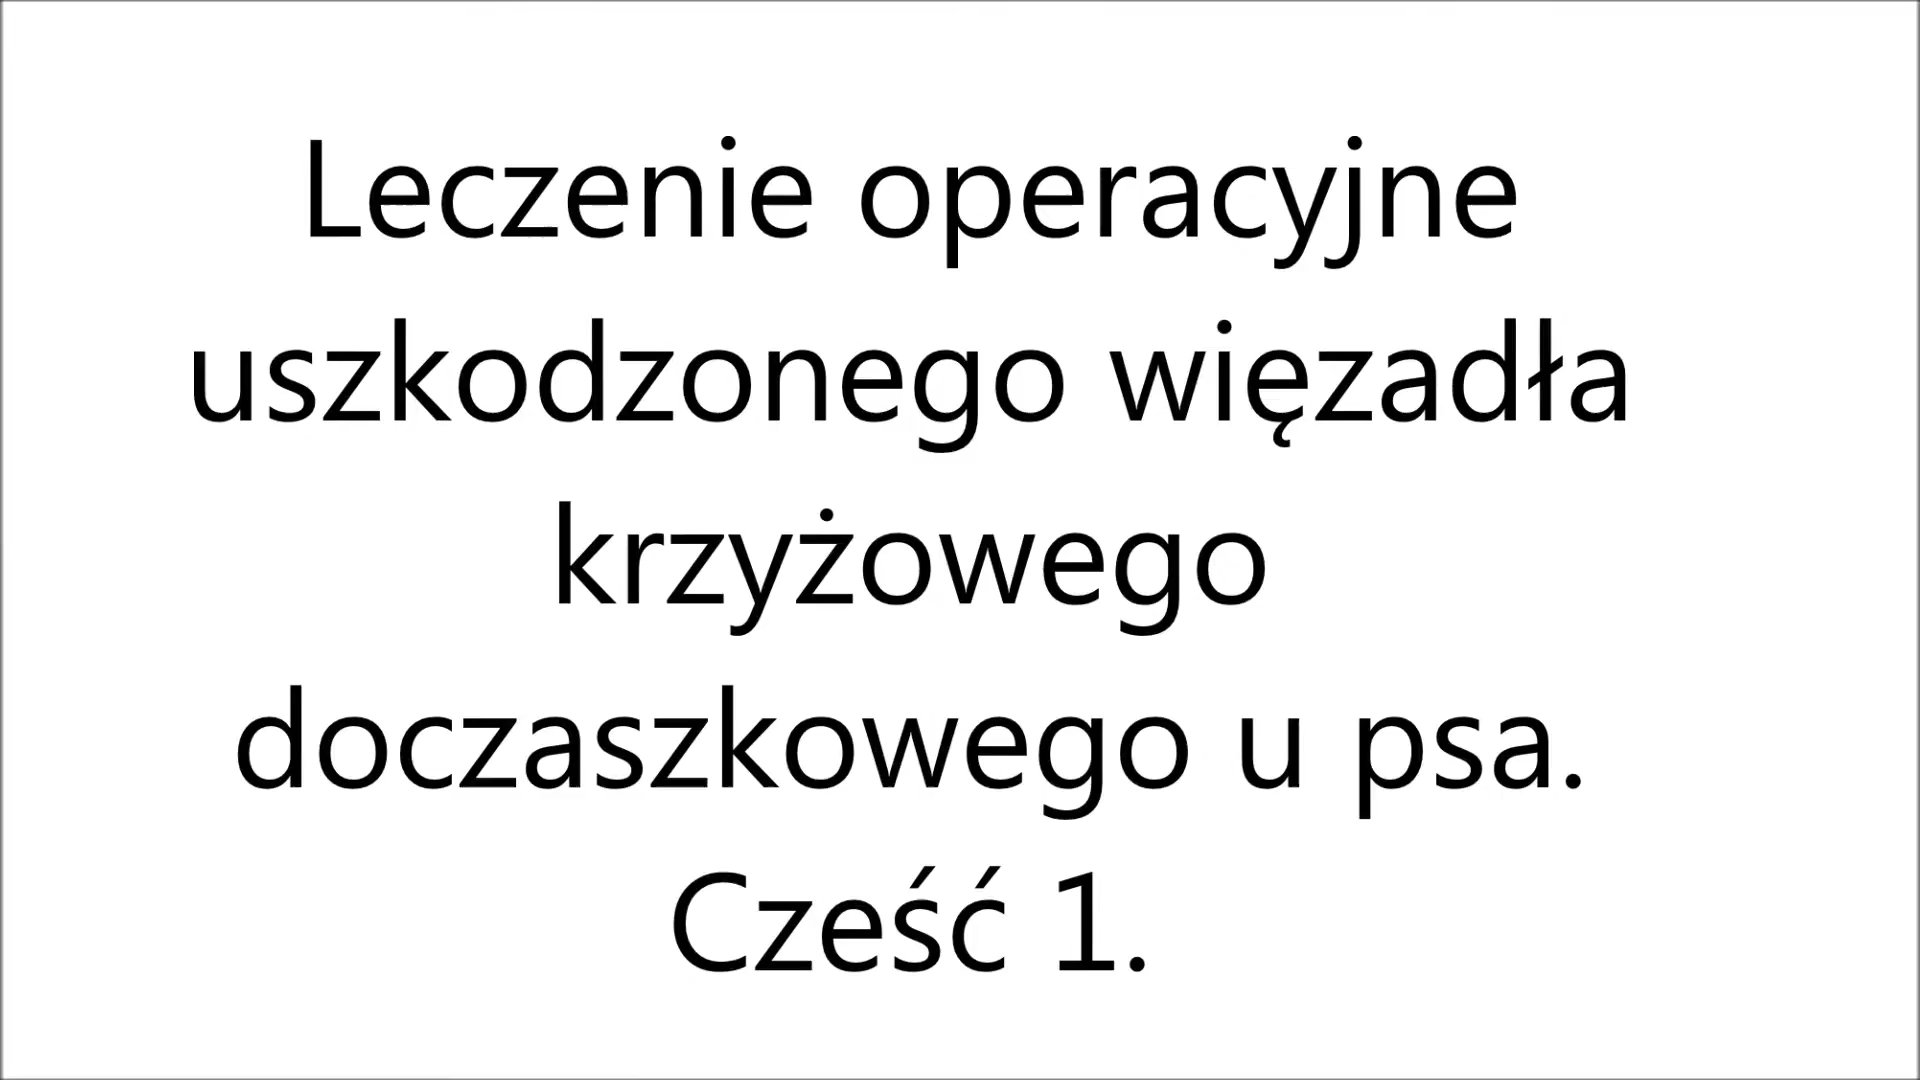 Leczenie operacyjne
uszkodzonego więzadła
krzyżowego
doczaszkowego u psa.
Cześć 1.